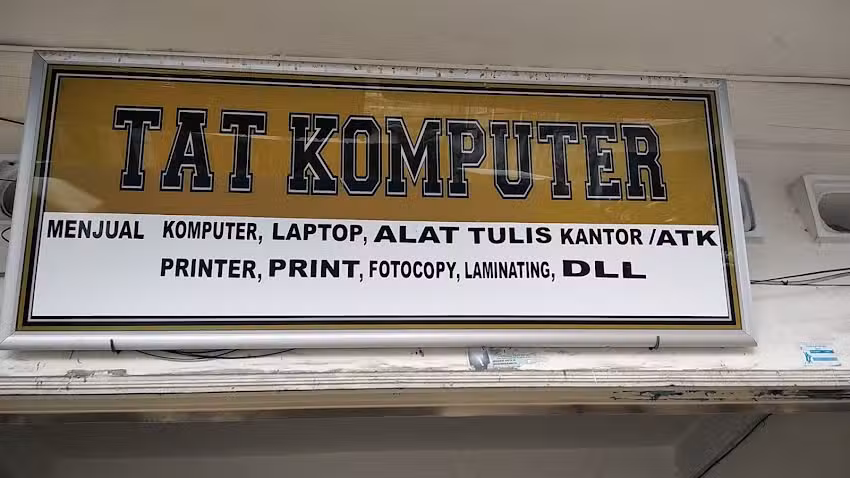 TAT KOMPUTER
MENJUAL KOMPUTER, LAPTOP, ALAT TULIS KANTOR /ATK
PRINTER, PRINT, FOTOCOPY, LAMINATING, DLL